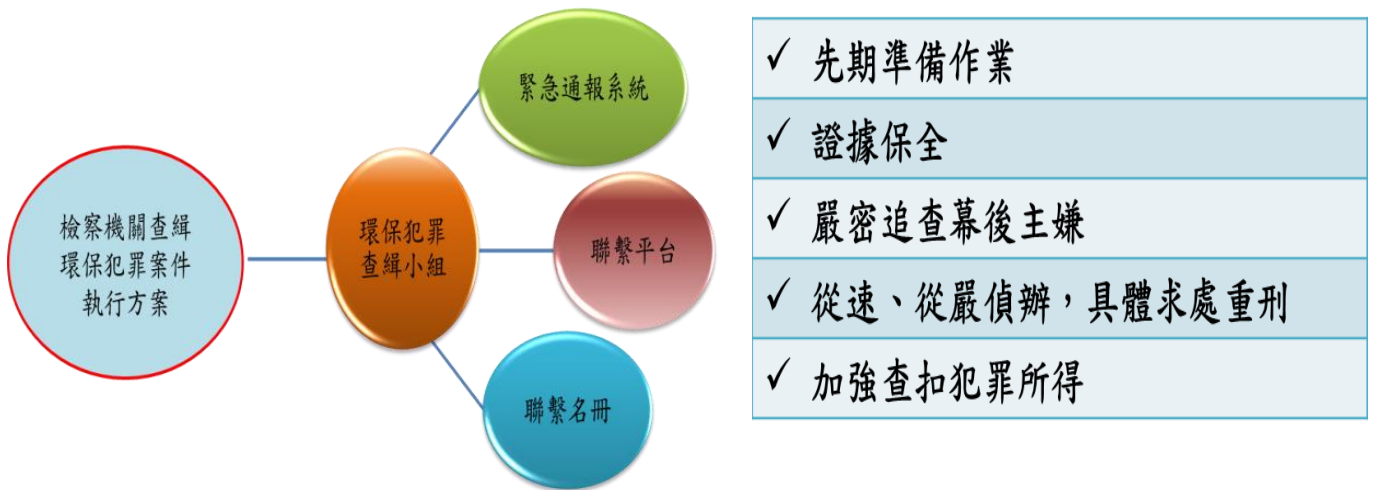 檢察機關查緝
環保犯罪案件
執行方案
環保犯罪
查緝小組
緊急通報系統
聯繫平台
聯繫名冊
✓ 先期準備作業
✓ 證據保全
✓ 嚴密追查幕後主嫌
✓ 從速、從嚴偵辦，具體求處重刑
✓ 加強查扣犯罪所得